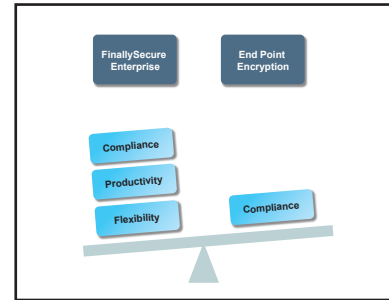 FinallySecure
Enterprise
End Point
Encryption
Compliance
Productivity
Flexibility
Compliance